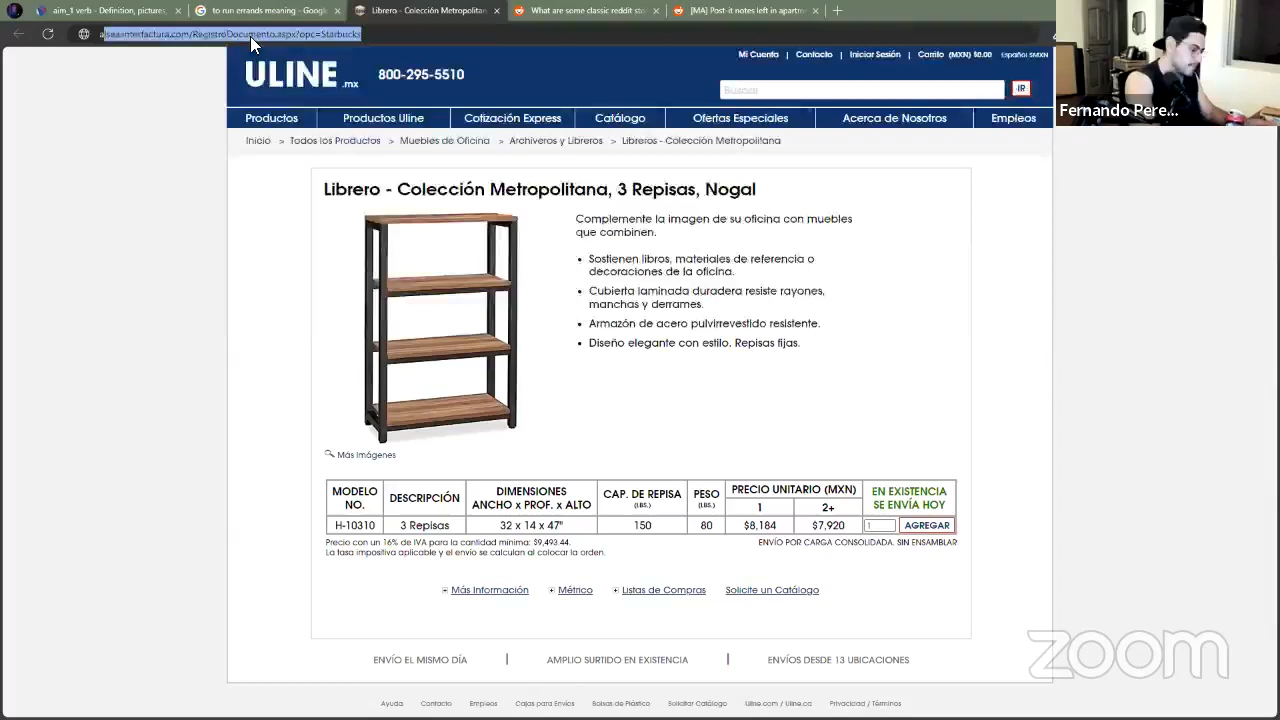 aim_1 verb - Definition, pictures,
to run errands meaning - Google
Librero - Colección Metropolitan
What are some classic reddit sto
[MA] Post-it notes left in apartm
alseainterfactura.com/RegistroDocumento.aspx?opc=Starbucks
Mi Cuenta | Contacto | Iniciar Sesión | Carrito (MXN) $0.00 Español $MXN
ULINE.mx 800-295-5510
Buscar
IR
Fernando Pere...
Productos
Productos Uline
Cotización Express
Catálogo
Ofertas Especiales
Acerca de Nosotros
Empleos
Inicio > Todos los Productos > Muebles de Oficina > Archiveros y Libreros > Libreros - Colección Metropolitana
Librero - Colección Metropolitana, 3 Repisas, Nogal
Complemente la imagen de su oficina con muebles
que combinen.
• Sostienen libros, materiales de referencia o
decoraciones de la oficina.
• Cubierta laminada duradera resiste rayones,
manchas y derrames.
• Armazón de acero pulvirrevestido resistente.
• Diseño elegante con estilo. Repisas fijas.
Más Imágenes
MODELO NO.
DESCRIPCIÓN
DIMENSIONES ANCHO x PROF. x ALTO
CAP. DE REPISA (LBS.)
PESO (LBS.)
PRECIO UNITARIO (MXN)
1
2+
EN EXISTENCIA SE ENVÍA HOY
H-10310
3 Repisas
32 x 14 x 47"
150
80
$8,184
$7,920
1
AGREGAR
Precio con un 16% de IVA para la cantidad mínima: $9,493.44.
ENVÍO POR CARGA CONSOLIDADA. SIN ENSAMBLAR
La tasa impositiva aplicable y el envío se calculan al colocar la orden.
Más Información
Métrico
Listas de Compras
Solicite un Catálogo
zoom
ENVÍO EL MISMO DÍA | AMPLIO SURTIDO EN EXISTENCIA | ENVÍOS DESDE 13 UBICACIONES
Ayuda
Contacto
Empleos
Cajas para Envíos
Bolsas de Plástico
Solicitar Catálogo
Uline.com / Uline.ca
Privacidad / Términos